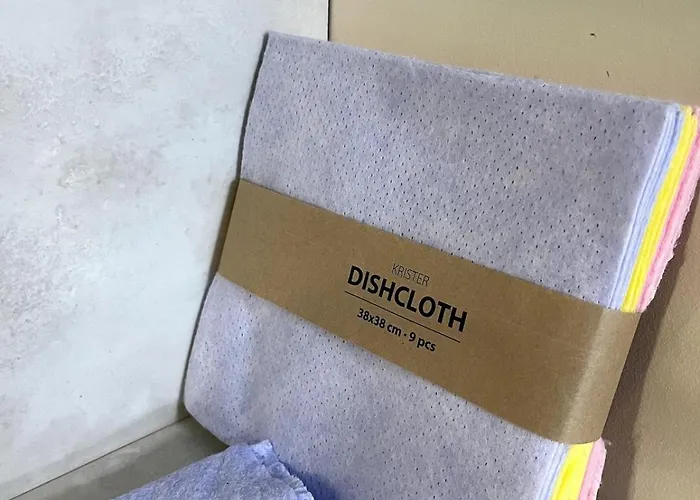 KRISTER
DISHCLOTH
38x38 cm - 9 pcs